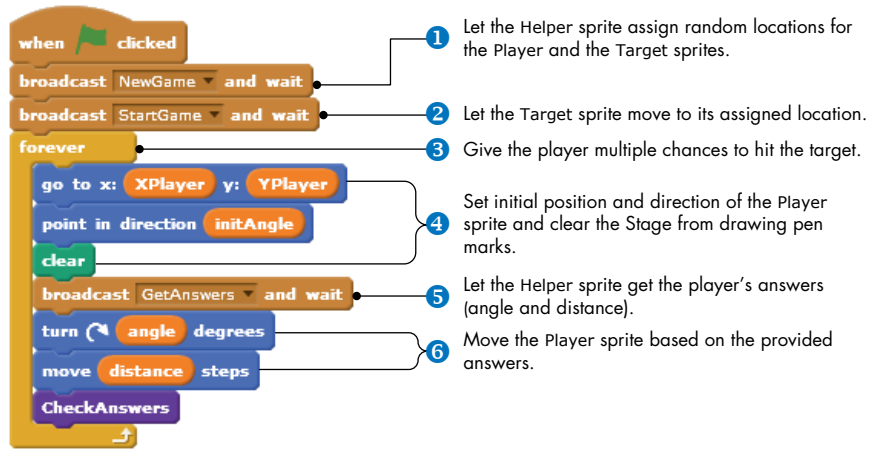 when clicked
broadcast NewGame and wait
broadcast StartGame and wait
forever
go to x: XPlayer y: YPlayer
point in direction initAngle
clear
broadcast GetAnswers and wait
turn angle degrees
move distance steps
CheckAnswers
1 Let the Helper sprite assign random locations for
the Player and the Target sprites.
2 Let the Target sprite move to its assigned location.
3 Give the player multiple chances to hit the target.
4 Set initial position and direction of the Player
sprite and clear the Stage from drawing pen
marks.
5 Let the Helper sprite get the player's answers
(angle and distance).
6 Move the Player sprite based on the provided
answers.